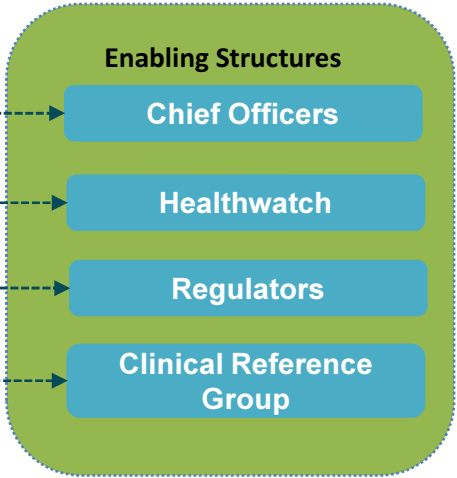 Enabling Structures
Chief Officers
Healthwatch
Regulators
Clinical Reference
Group